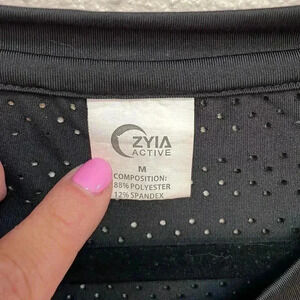 ZYIA
ACTIVE
M
COMPOSITION:
88% POLYESTER
12% SPANDEX